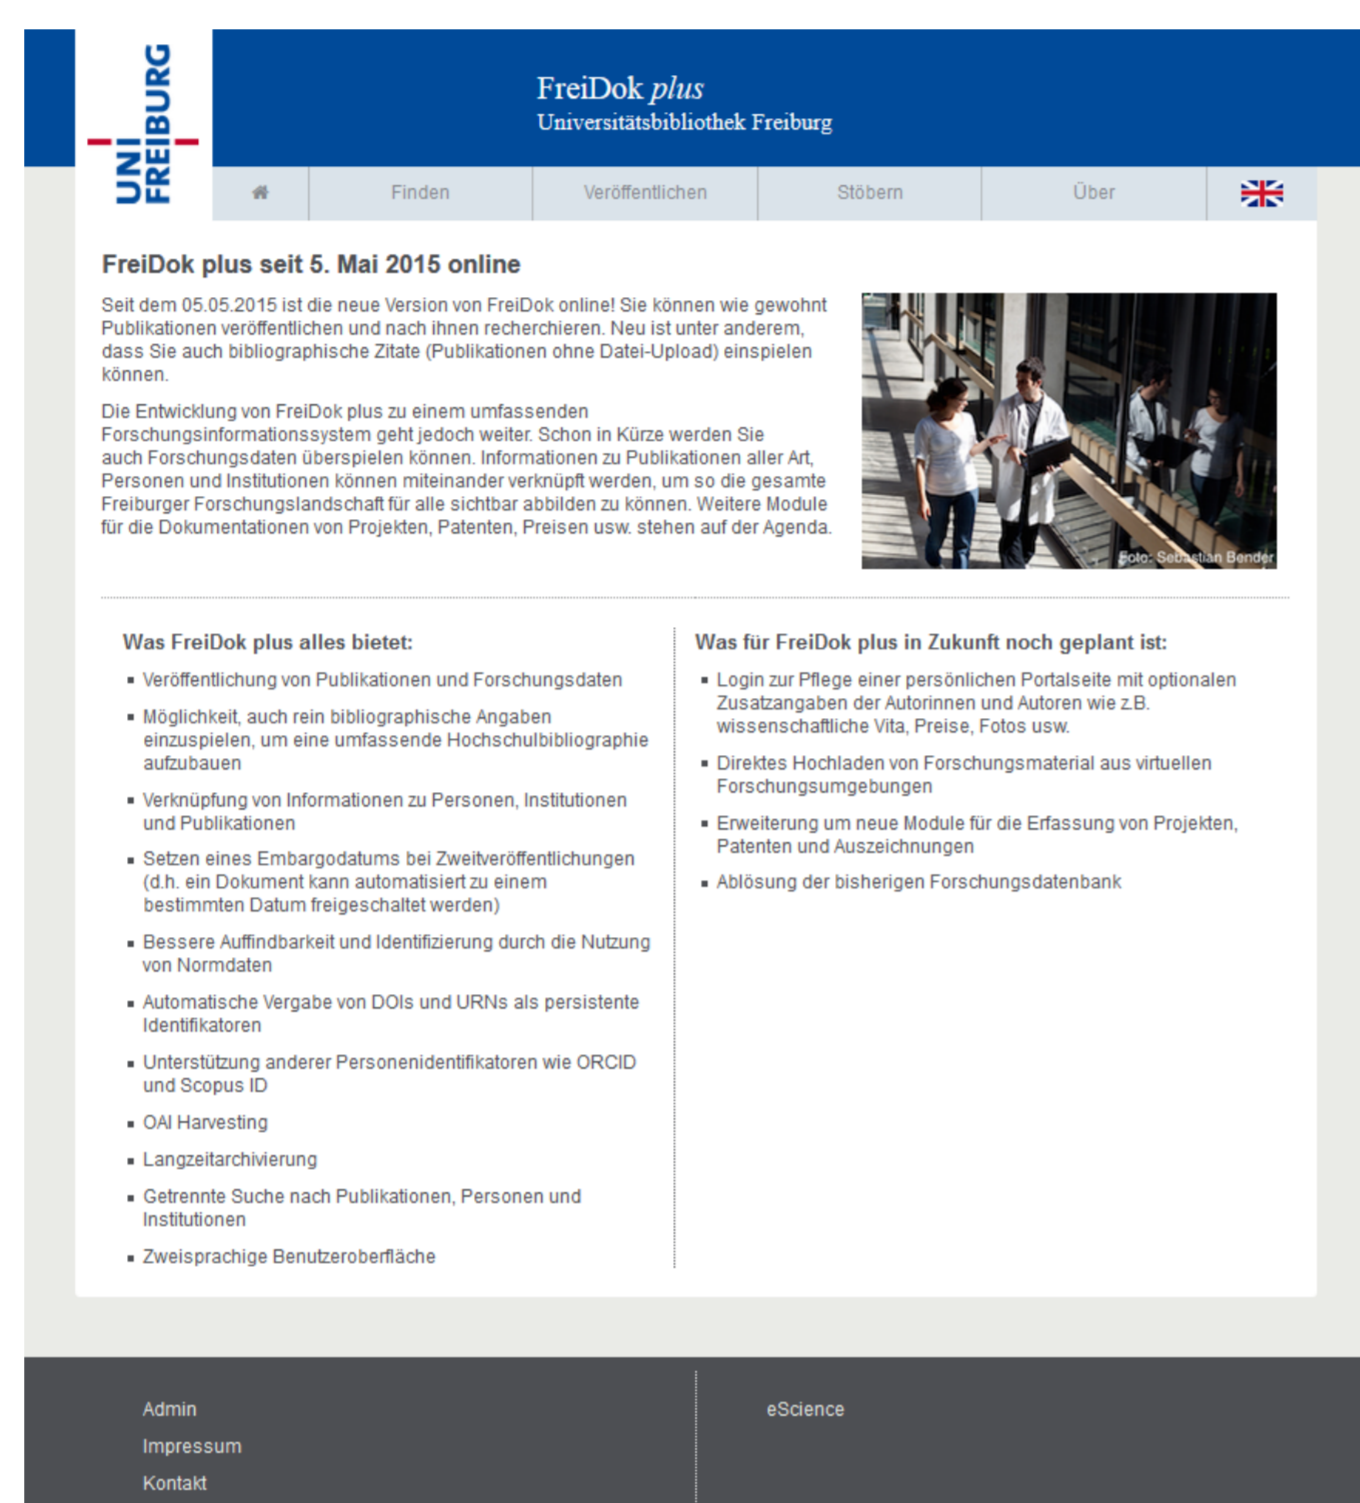 UNI
FREIBURG
FreiDok plus
Universitätsbibliothek Freiburg
Finden
Veröffentlichen
Stöbern
Über
FreiDok plus seit 5. Mai 2015 online
Seit dem 05.05.2015 ist die neue Version von FreiDok online! Sie können wie gewohnt
Publikationen veröffentlichen und nach ihnen recherchieren. Neu ist unter anderem,
dass Sie auch bibliographische Zitate (Publikationen ohne Datei-Upload) einspielen
können.
Die Entwicklung von FreiDok plus zu einem umfassenden
Forschungsinformationssystem geht jedoch weiter. Schon in Kürze werden Sie
auch Forschungsdaten überspielen können. Informationen zu Publikationen aller Art,
Personen und Institutionen können miteinander verknüpft werden, um so die gesamte
Freiburger Forschungslandschaft für alle sichtbar abbilden zu können. Weitere Module
für die Dokumentationen von Projekten, Patenten, Preisen usw. stehen auf der Agenda.
Foto: Sebastian Bender
Was FreiDok plus alles bietet:
Veröffentlichung von Publikationen und Forschungsdaten
Möglichkeit, auch rein bibliographische Angaben
einzuspielen, um eine umfassende Hochschulbibliographie
aufzubauen
Verknüpfung von Informationen zu Personen, Institutionen
und Publikationen
Setzen eines Embargodatums bei Zweitveröffentlichungen
(d.h. ein Dokument kann automatisiert zu einem
bestimmten Datum freigeschaltet werden)
Bessere Auffindbarkeit und Identifizierung durch die Nutzung
von Normdaten
Automatische Vergabe von DOIs und URNs als persistente
Identifikatoren
Unterstützung anderer Personenidentifikatoren wie ORCID
und Scopus ID
OAI Harvesting
Langzeitarchivierung
Getrennte Suche nach Publikationen, Personen und
Institutionen
Zweisprachige Benutzeroberfläche
Was für FreiDok plus in Zukunft noch geplant ist:
Login zur Pflege einer persönlichen Portalseite mit optionalen
Zusatzangaben der Autorinnen und Autoren wie z.B.
wissenschaftliche Vita, Preise, Fotos usw.
Direktes Hochladen von Forschungsmaterial aus virtuellen
Forschungsumgebungen
Erweiterung um neue Module für die Erfassung von Projekten,
Patenten und Auszeichnungen
Ablösung der bisherigen Forschungsdatenbank
Admin
Impressum
Kontakt
eScience